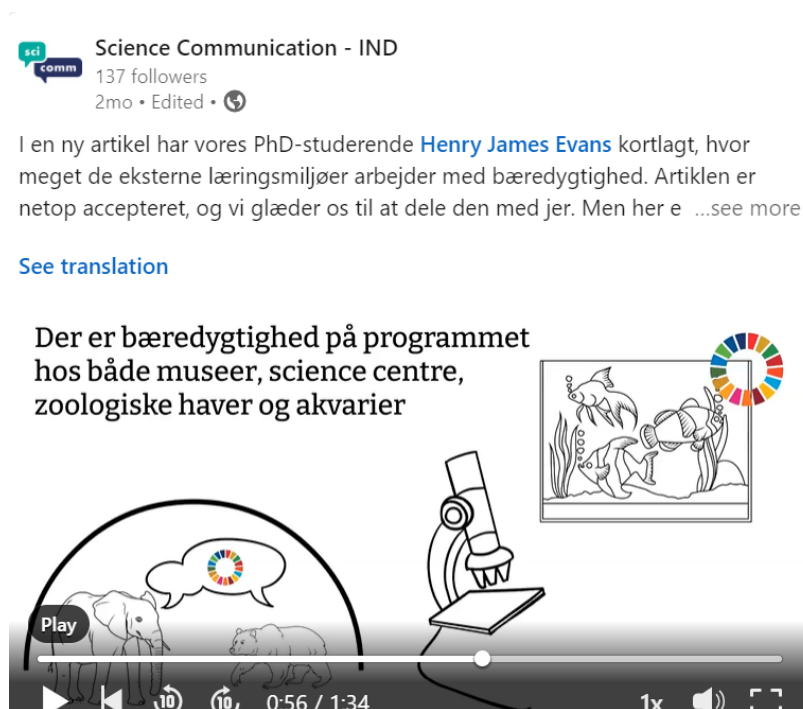 sci
comm
Science Communication - IND
137 followers
2mo • Edited •
I en ny artikel har vores PhD-studerende Henry James Evans kortlagt, hvor
meget de eksterne læringsmiljøer arbejder med bæredygtighed. Artiklen er
netop accepteret, og vi glæder os til at dele den med jer. Men her e ...see more
See translation
Der er bæredygtighed på programmet
hos både museer, science centre,
zoologiske haver og akvarier
Play
10 10 0:56 / 1:34 1x